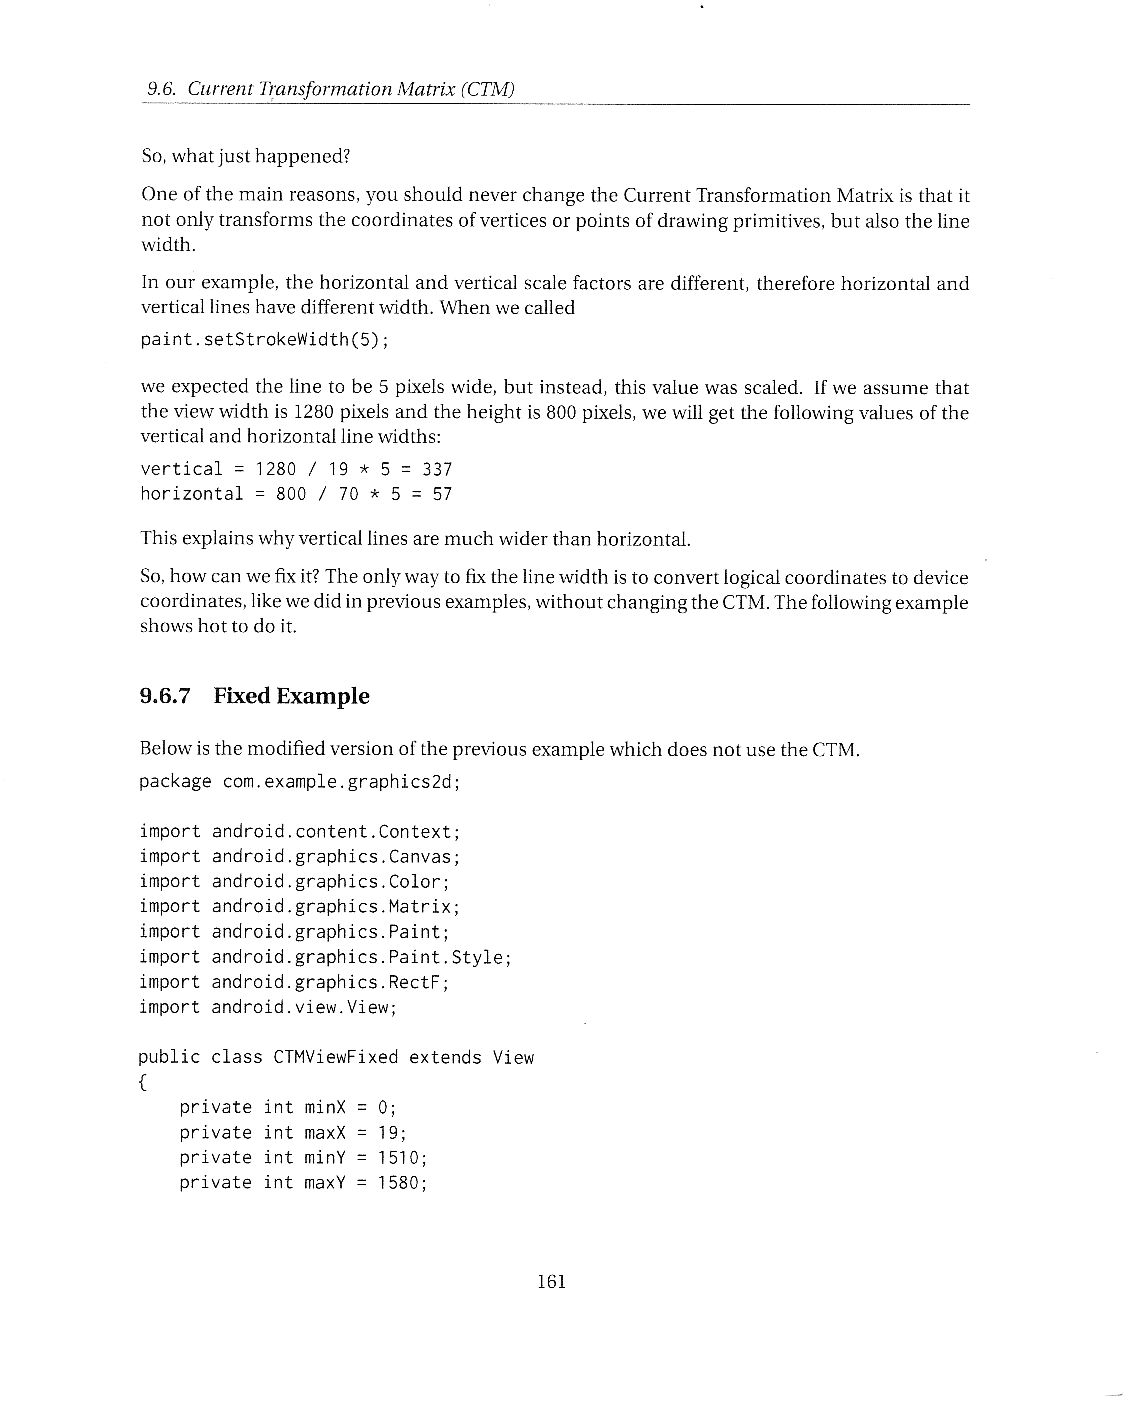 9.6. Current Transformation Matrix (CTM)
So, what just happened?
One of the main reasons, you should never change the Current Transformation Matrix is that it
not only transforms the coordinates of vertices or points of drawing primitives, but also the line
width.
In our example, the horizontal and vertical scale factors are different, therefore horizontal and
vertical lines have different width. When we called
paint.setStrokeWidth(5);
we expected the line to be 5 pixels wide, but instead, this value was scaled. If we assume that
the view width is 1280 pixels and the height is 800 pixels, we will get the following values of the
vertical and horizontal line widths:
vertical = 1280 / 19 * 5 = 337
horizontal = 800 / 70 * 5 = 57
This explains why vertical lines are much wider than horizontal.
So, how can we fix it? The only way to fix the line width is to convert logical coordinates to device
coordinates, like we did in previous examples, without changing the CTM. The following example
shows hot to do it.
9.6.7 Fixed Example
Below is the modified version of the previous example which does not use the CTM.
package com.example.graphics2d;
import android.content.Context;
import android.graphics.Canvas;
import android.graphics.Color;
import android.graphics.Matrix;
import android.graphics.Paint;
import android.graphics.Paint.Style;
import android.graphics.RectF;
import android.view.View;
public class CTMViewFixed extends View
{
    private int minX = 0;
    private int maxX = 19;
    private int minY = 1510;
    private int maxY = 1580;
161